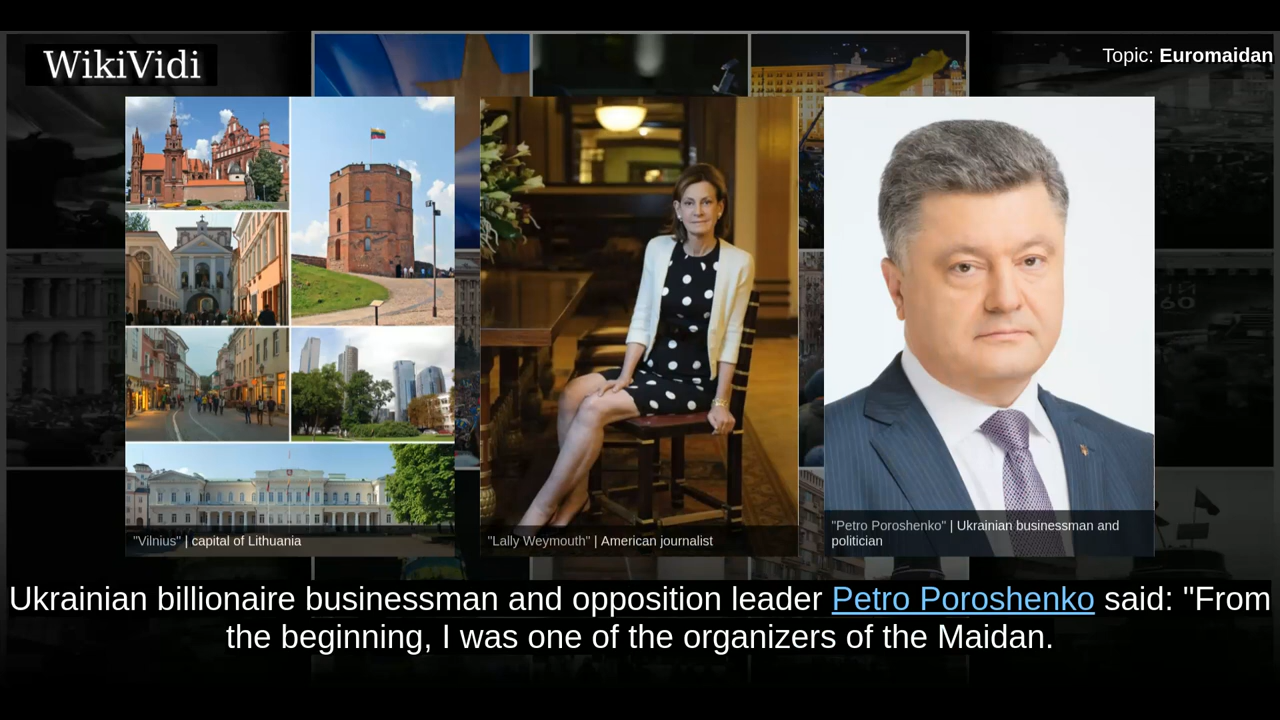 WikiVidi
Topic: Euromaidan
"Vilnius" | capital of Lithuania
"Lally Weymouth" | American journalist
"Petro Poroshenko" | Ukrainian businessman and
politician
Ukrainian billionaire businessman and opposition leader Petro Poroshenko said: "From
the beginning, I was one of the organizers of the Maidan.